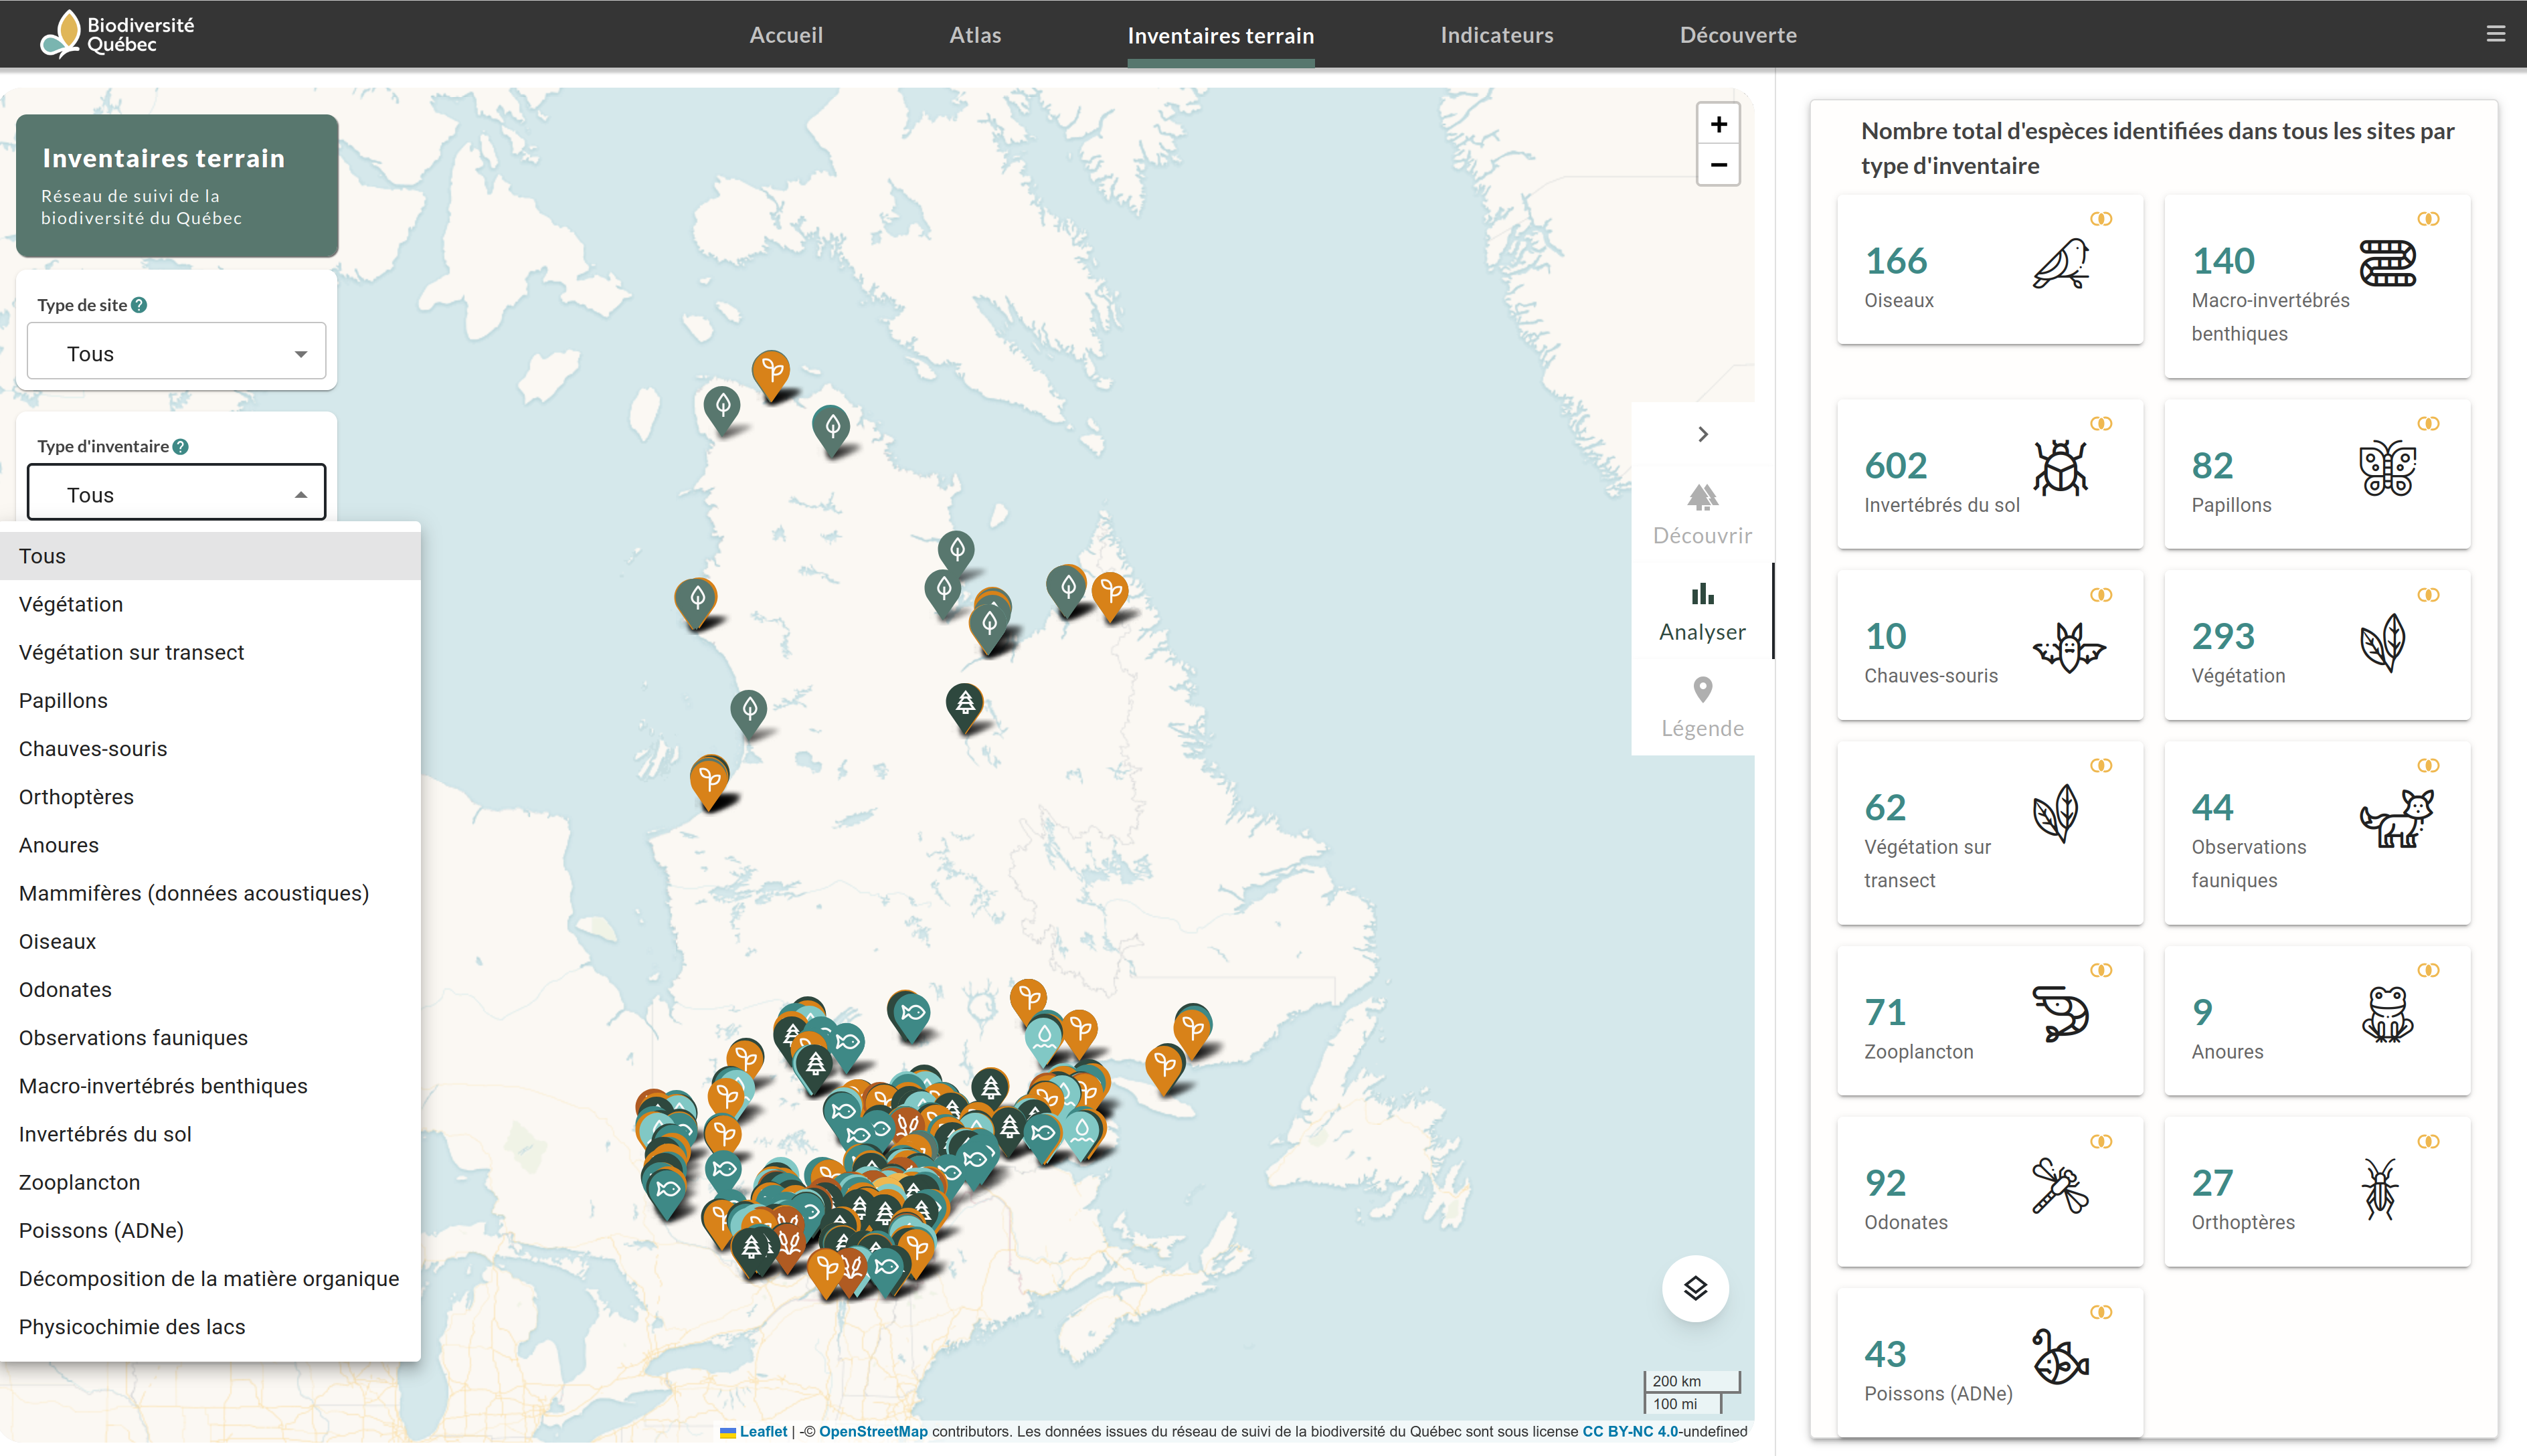 Biodiversité
Québec
Accueil
Atlas
Inventaires terrain
Indicateurs
Découverte
Inventaires terrain
Réseau de suivi de la
biodiversité du Québec
Type de site ?
Tous
Type d'inventaire ?
Tous
Tous
Végétation
Végétation sur transect
Papillons
Chauves-souris
Orthoptères
Anoures
Mammifères (données acoustiques)
Oiseaux
Odonates
Observations fauniques
Macro-invertébrés benthiques
Invertébrés du sol
Zooplancton
Poissons (ADNe)
Décomposition de la matière organique
Physicochimie des lacs
+
−
Découvrir
Analyser
Légende
200 km
100 mi
Leaflet | -© OpenStreetMap contributors. Les données issues du réseau de suivi de la biodiversité du Québec sont sous license CC BY-NC 4.0-undefined
Nombre total d'espèces identifiées dans tous les sites par
type d'inventaire
166
Oiseaux
140
Macro-invertébrés
benthiques
602
Invertébrés du sol
82
Papillons
10
Chauves-souris
293
Végétation
62
Végétation sur
transect
44
Observations
fauniques
71
Zooplancton
9
Anoures
92
Odonates
27
Orthoptères
43
Poissons (ADNe)